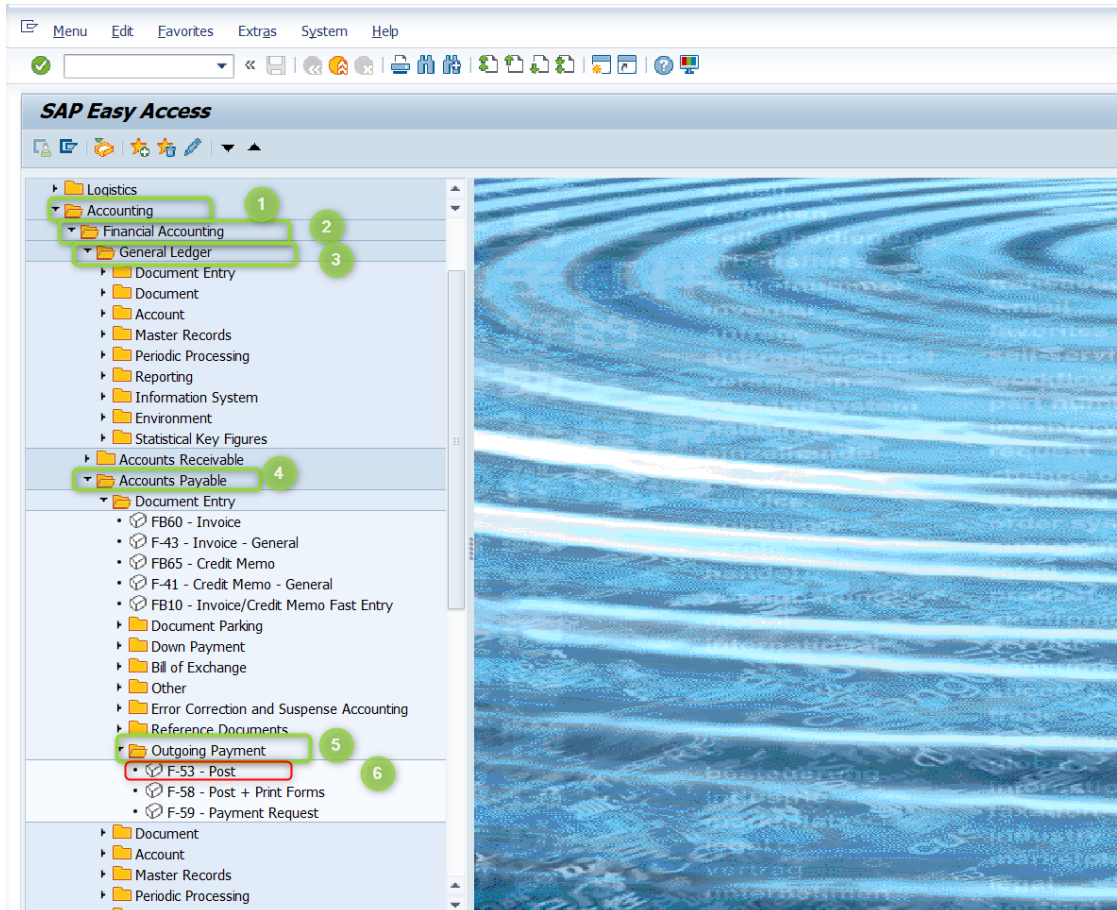 Menu Edit Favorites Extras System Help
SAP Easy Access
Logistics
Accounting 1
Financial Accounting 2
General Ledger 3
Document Entry
Document
Account
Master Records
Periodic Processing
Reporting
Information System
Environment
Statistical Key Figures
Accounts Receivable
Accounts Payable 4
Document Entry
FB60 - Invoice
F-43 - Invoice - General
FB65 - Credit Memo
F-41 - Credit Memo - General
FB10 - Invoice/Credit Memo Fast Entry
Document Parking
Down Payment
Bill of Exchange
Other
Error Correction and Suspense Accounting
Reference Documents
Outgoing Payment 5
F-53 - Post 6
F-58 - Post + Print Forms
F-59 - Payment Request
Document
Account
Master Records
Periodic Processing